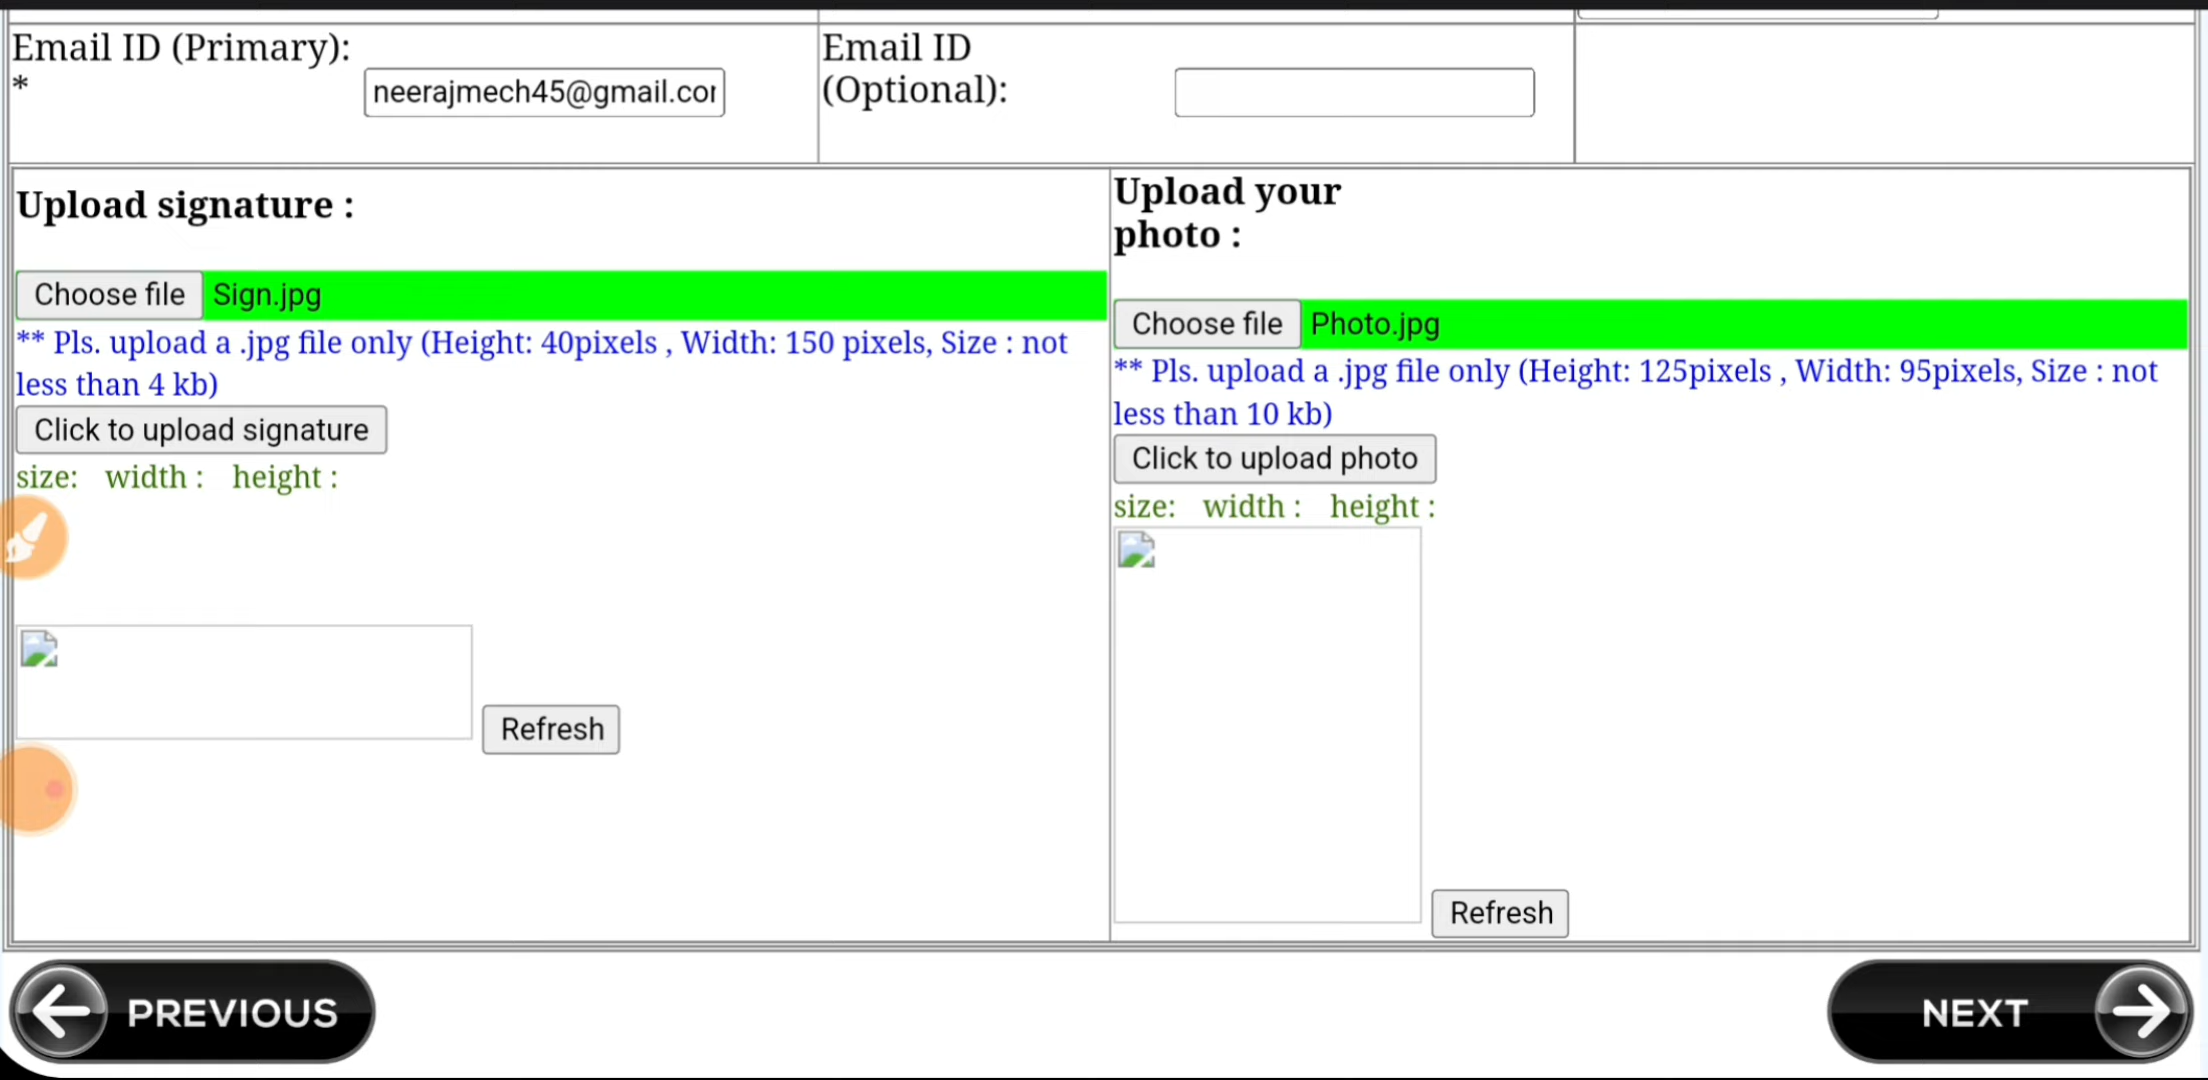 Email ID (Primary):
*
neerajmech45@gmail.cor
Email ID
(Optional):
Upload signature :
Choose file Sign.jpg
** Pls. upload a .jpg file only (Height: 40pixels , Width: 150 pixels, Size : not
less than 4 kb)
Click to upload signature
size: width : height :
Refresh
Upload your
photo :
Choose file Photo.jpg
** Pls. upload a .jpg file only (Height: 125pixels , Width: 95pixels, Size : not
less than 10 kb)
Click to upload photo
size: width : height :
Refresh
PREVIOUS
NEXT